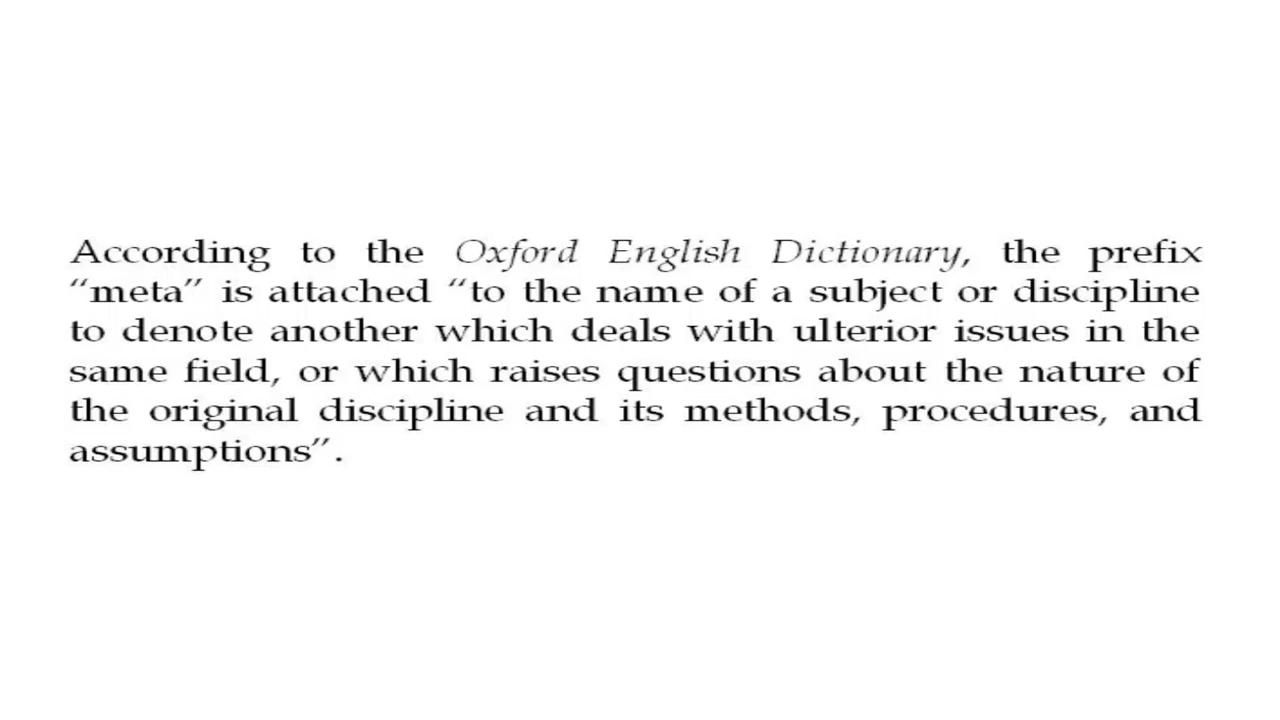 According to the Oxford English Dictionary, the prefix
“meta” is attached “to the name of a subject or discipline
to denote another which deals with ulterior issues in the
same field, or which raises questions about the nature of
the original discipline and its methods, procedures, and
assumptions”.